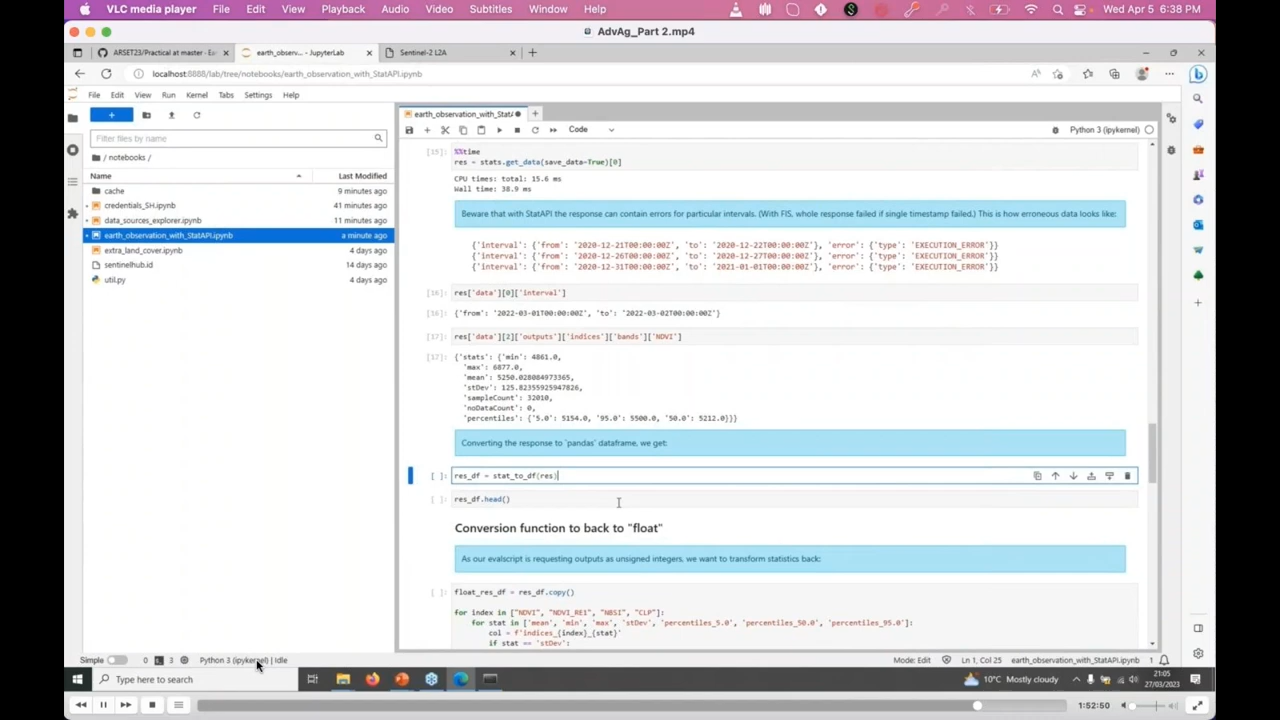 VLC media player File Edit View Playback Audio Video Subtitles Window Help Wed Apr 5 6:38 PM
AdvAg_Part 2.mp4
ARSET23/Practical at master · Ea
earth_observ... - JupyterLab
Sentinel-2 L2A
localhost:8888/lab/tree/notebooks/earth_observation_with_StatAPI.ipynb
File Edit View Run Kernel Tabs Settings Help
Filter files by name
/ notebooks /
Name Last Modified
cache 9 minutes ago
credentials_SH.ipynb 41 minutes ago
data_sources_explorer.ipynb 11 minutes ago
earth_observation_with_StatAPI.ipynb a minute ago
extra_land_cover.ipynb 4 days ago
sentinelhub.id 14 days ago
util.py 4 days ago
earth_observation_with_StatA
Code
Python 3 (ipykernel)
[15]: %%time
res = stats.get_data(save_data=True)[0]
CPU times: total: 15.6 ms
Wall time: 38.9 ms
Beware that with StatAPI the response can contain errors for particular intervals. (With FIS, whole response failed if single timestamp failed.) This is how erroneous data looks like:
{'interval': {'from': '2020-12-21T00:00:00Z', 'to': '2020-12-22T00:00:00Z'}, 'error': {'type': 'EXECUTION_ERROR'}}
{'interval': {'from': '2020-12-26T00:00:00Z', 'to': '2020-12-27T00:00:00Z'}, 'error': {'type': 'EXECUTION_ERROR'}}
{'interval': {'from': '2020-12-31T00:00:00Z', 'to': '2021-01-01T00:00:00Z'}, 'error': {'type': 'EXECUTION_ERROR'}}
[16]: res['data'][0]['interval']
[16]: {'from': '2022-03-01T00:00:00Z', 'to': '2022-03-02T00:00:00Z'}
[17]: res['data'][2]['outputs']['indices']['bands']['NDVI']
[17]: {'stats': {'min': 4861.0,
'max': 6877.0,
'mean': 5250.028084973365,
'stDev': 125.82355925947826,
'sampleCount': 32010,
'noDataCount': 0,
'percentiles': {'5.0': 5154.0, '95.0': 5500.0, '50.0': 5212.0}}}
Converting the response to `pandas` dataframe, we get:
[ ]: res_df = stat_to_df(res)
[ ]: res_df.head()
Conversion function to back to "float"
As our evalscript is requesting outputs as unsigned integers, we want to transform statistics back:
[ ]: float_res_df = res_df.copy()
for index in ["NDVI", "NDVI_RE1", "NBSI", "CLP"]:
for stat in ['mean', 'min', 'max', 'stDev', 'percentiles_5.0', 'percentiles_50.0', 'percentiles_95.0']:
col = f'indices_{index}_{stat}'
if stat == 'stDev':
Simple 0 3 Python 3 (ipykernel) | Idle Mode: Edit Ln 1, Col 25 earth_observation_with_StatAPI.ipynb 1
Type here to search
10°C Mostly cloudy
21:05
27/03/2023
1:52:50